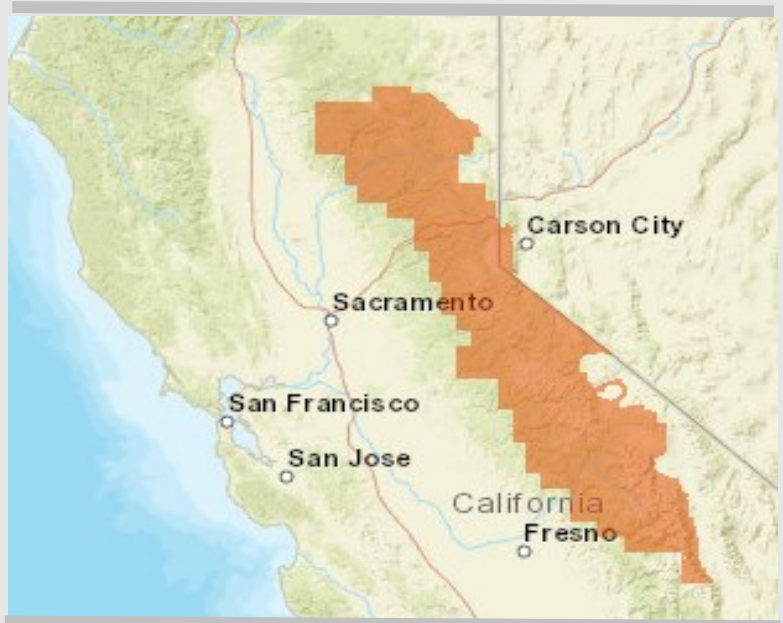 Carson City
Sacramento
San Francisco
San Jose
California
Fresno